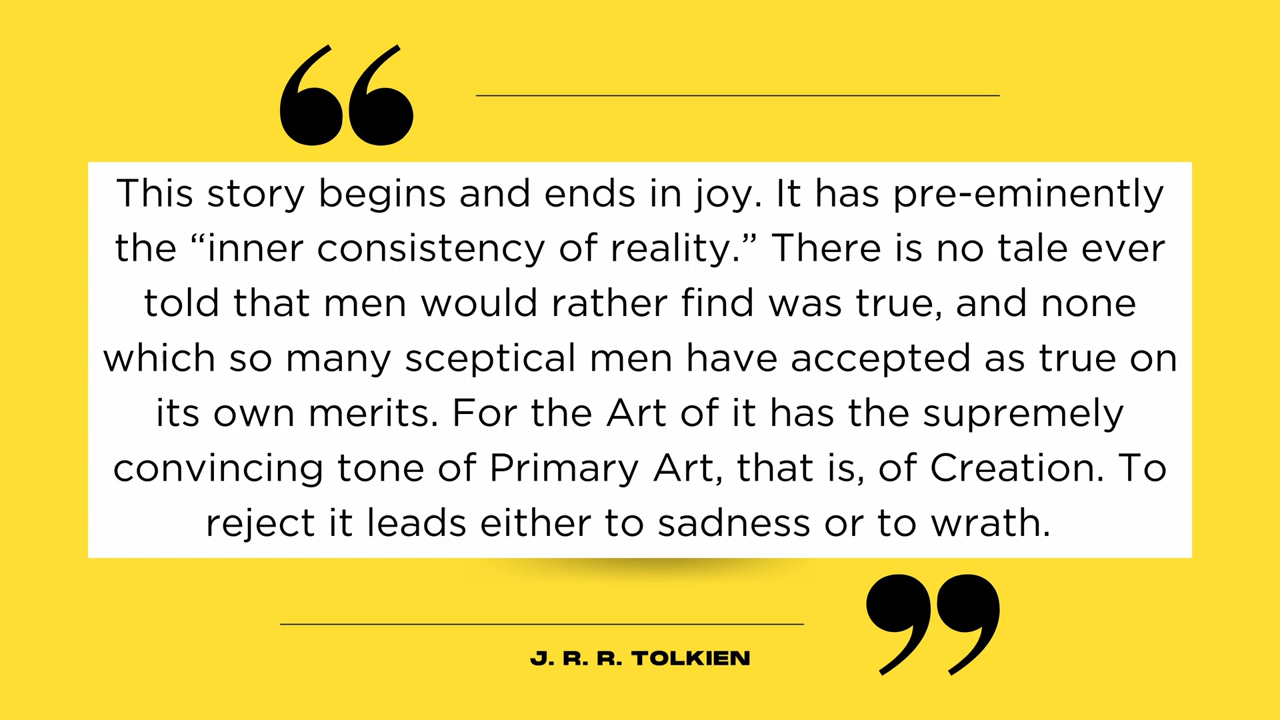 “
This story begins and ends in joy. It has pre-eminently
the “inner consistency of reality.” There is no tale ever
told that men would rather find was true, and none
which so many sceptical men have accepted as true on
its own merits. For the Art of it has the supremely
convincing tone of Primary Art, that is, of Creation. To
reject it leads either to sadness or to wrath.
”
J. R. R. TOLKIEN